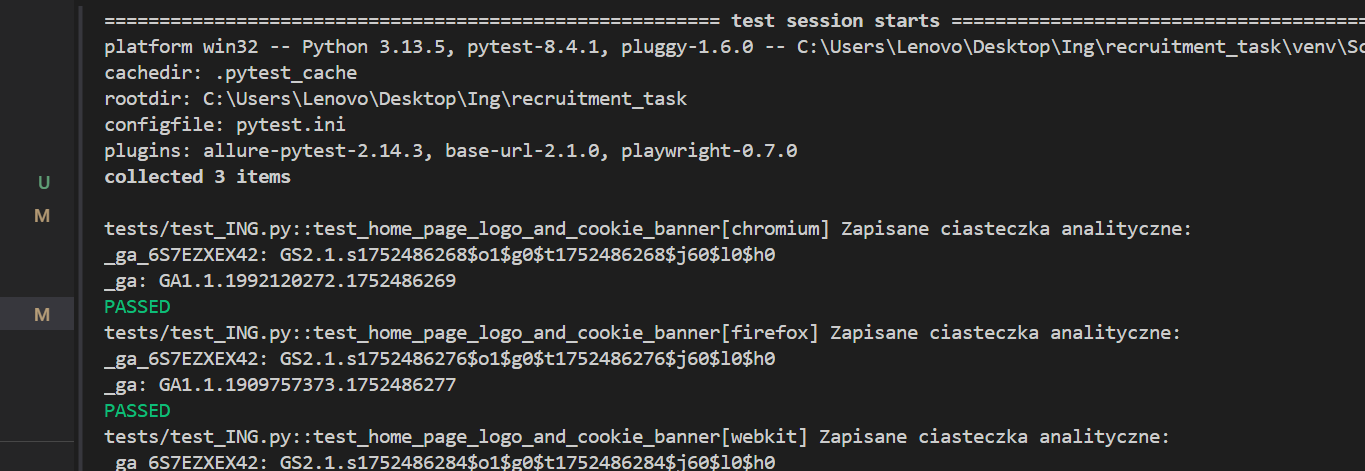 ======================================================== test session starts ======================================
platform win32 -- Python 3.13.5, pytest-8.4.1, pluggy-1.6.0 -- C:\Users\Lenovo\Desktop\Ing\recruitment_task\venv\Sc
cachedir: .pytest_cache
rootdir: C:\Users\Lenovo\Desktop\Ing\recruitment_task
configfile: pytest.ini
plugins: allure-pytest-2.14.3, base-url-2.1.0, playwright-0.7.0
collected 3 items
U
M
tests/test_ING.py::test_home_page_logo_and_cookie_banner[chromium] Zapisane ciasteczka analityczne:
_ga_6S7EZXEX42: GS2.1.s1752486268$o1$g0$t1752486268$j60$l0$h0
_ga: GA1.1.1992120272.1752486269
PASSED
M
tests/test_ING.py::test_home_page_logo_and_cookie_banner[firefox] Zapisane ciasteczka analityczne:
_ga_6S7EZXEX42: GS2.1.s1752486276$o1$g0$t1752486276$j60$l0$h0
_ga: GA1.1.1909757373.1752486277
PASSED
tests/test_ING.py::test_home_page_logo_and_cookie_banner[webkit] Zapisane ciasteczka analityczne:
_ga_6S7EZXEX42: GS2.1.s1752486284$o1$g0$t1752486284$j60$l0$h0